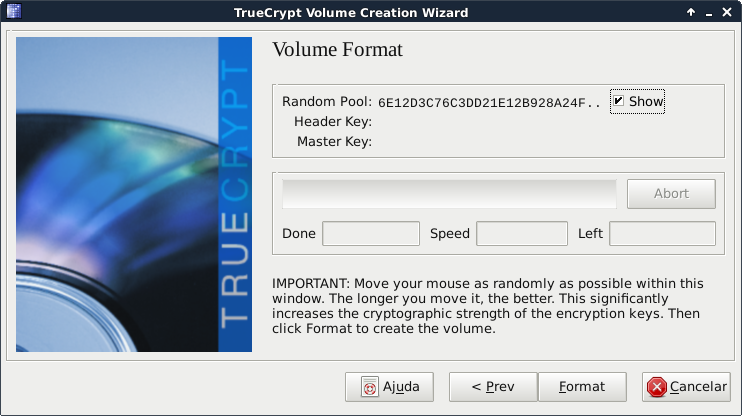 TrueCrypt Volume Creation Wizard
TRUECRYPT
Volume Format
Random Pool: 6E12D3C76C3DD21E12B928A24F.. Show
Header Key:
Master Key:
Abort
Done Speed Left
IMPORTANT: Move your mouse as randomly as possible within this
window. The longer you move it, the better. This significantly
increases the cryptographic strength of the encryption keys. Then
click Format to create the volume.
Ajuda < Prev Format Cancelar